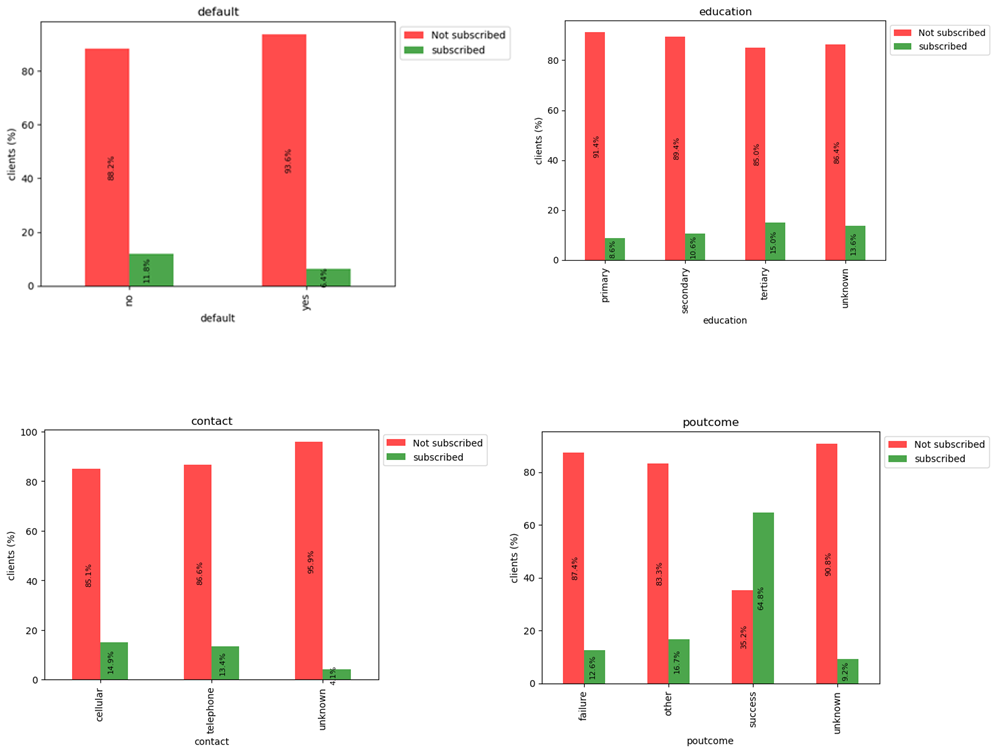 default
Not subscribed
subscribed
clients (%)
80
60
40
20
0
88.2%
11.8%
93.6%
6.4%
no
yes
default
education
Not subscribed
subscribed
clients (%)
80
60
40
20
0
91.4%
8.6%
89.4%
10.6%
85.0%
15.0%
86.4%
13.6%
primary
secondary
tertiary
unknown
education
contact
Not subscribed
subscribed
clients (%)
100
80
60
40
20
0
85.1%
14.9%
86.6%
13.4%
95.9%
4.1%
cellular
telephone
unknown
contact
poutcome
Not subscribed
subscribed
clients (%)
80
60
40
20
0
87.4%
12.6%
83.3%
16.7%
35.2%
64.8%
90.8%
9.2%
failure
other
success
unknown
poutcome